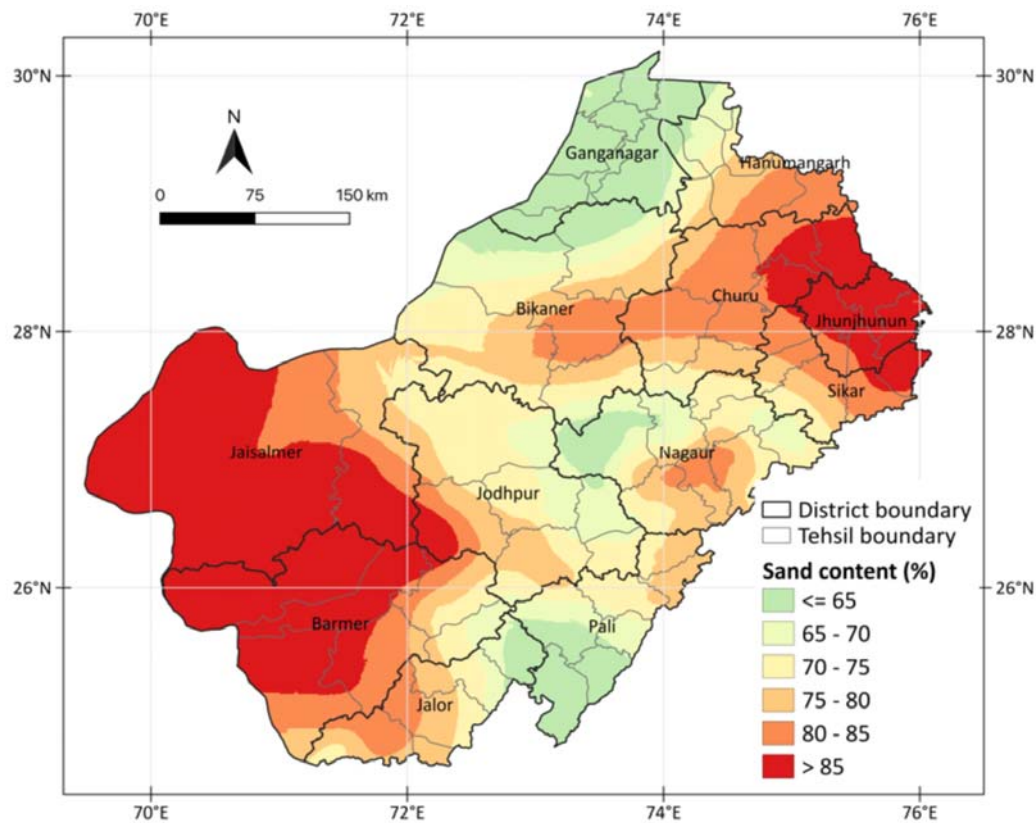 70°E 72°E 74°E 76°E
30°N 30°N
N
Ganganagar
Hanumangarh
0 75 150 km
Bikaner
Churu
Jhunjhunun
28°N 28°N
Sikar
Jaisalmer
Nagaur
Jodhpur
District boundary
Tehsil boundary
Sand content (%)
26°N 26°N
<= 65
Barmer
Pali
65 - 70
70 - 75
Jalor
75 - 80
80 - 85
> 85
70°E 72°E 74°E 76°E